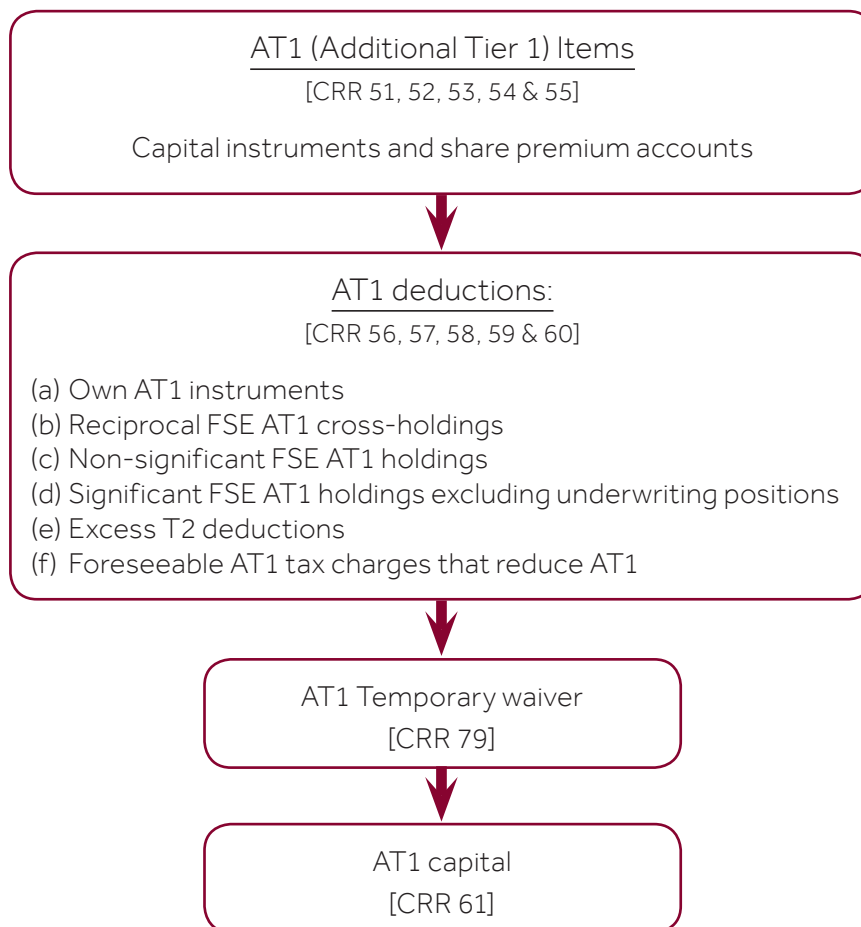 AT1 (Additional Tier 1) Items
[CRR 51, 52, 53, 54 & 55]
Capital instruments and share premium accounts
AT1 deductions:
[CRR 56, 57, 58, 59 & 60]
(a) Own AT1 instruments
(b) Reciprocal FSE AT1 cross-holdings
(c) Non-significant FSE AT1 holdings
(d) Significant FSE AT1 holdings excluding underwriting positions
(e) Excess T2 deductions
(f) Foreseeable AT1 tax charges that reduce AT1
AT1 Temporary waiver
[CRR 79]
AT1 capital
[CRR 61]